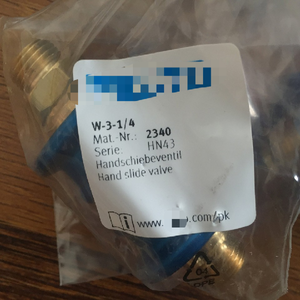 W-3-1/4
Mat.-Nr.: 2340
Serie. HN43
Handschiebeventil
Hand slide valve
www. .com/pk